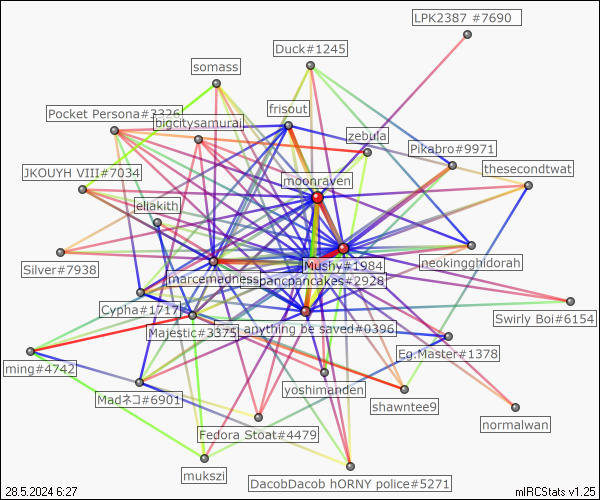 LPK2387 #7690
Duck#1245
somass
frisout
Pocket Persona#3326
bigcitysamurai
zebula
Pikabro#9971
thesecondtwat
JKOUYH VIII#7034
moonraven
eliakith
Mushy#1984
neokingghidorah
Silver#7938
marcemadness
pancpancakes#2928
Cypha#1717
Swirly Boi#6154
Majestic#3375
anything be saved#0396
Eg.Master#1378
ming#4742
yoshimanden
Madネコ#6901
shawntee9
normalwan
Fedora Stoat#4479
mukszi
DacobDacob hORNY police#5271
28.5.2024 6:27
mIRCStats v1.25